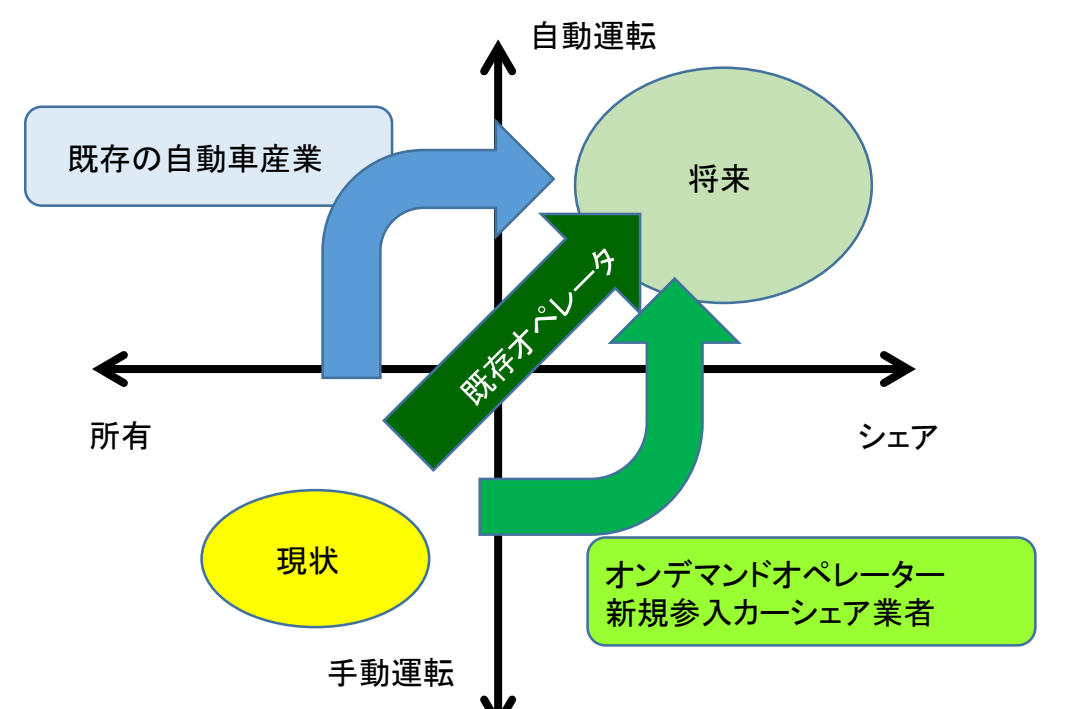 自動運転
既存の自動車産業
将来
既存オペレータ
所有
シェア
現状
オンデマンドオペレーター
新規参入カーシェア業者
手動運転